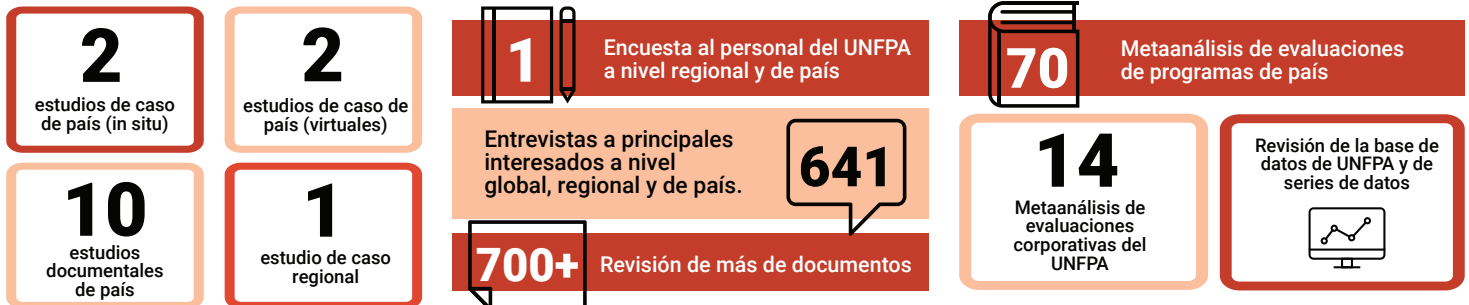 2
estudios de caso
de país (in situ)
2
estudios de caso de
país (virtuales)
10
estudios
documentales
de país
1
estudio de caso
regional
1
Encuesta al personal del UNFPA
a nivel regional y de país
Entrevistas a principales
interesados a nivel
global, regional y de país.
641
700+
Revisión de más de documentos
70
Metaanálisis de evaluaciones
de programas de país
14
Metaanálisis de
evaluaciones
corporativas del
UNFPA
Revisión de la base de
datos de UNFPA y de
series de datos